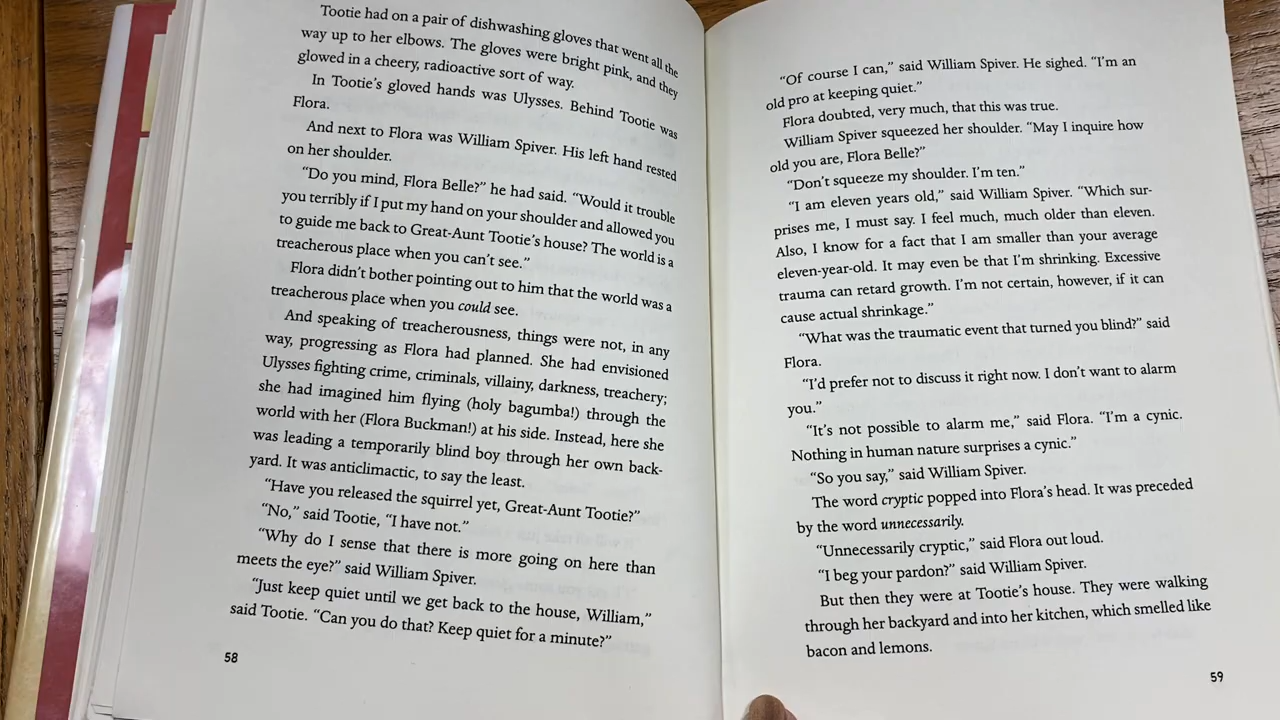 Tootie had on a pair of dishwashing gloves that went all the
way up to her elbows. The gloves were bright pink, and they
glowed in a cheery, radioactive sort of way.
In Tootie's gloved hands was Ulysses. Behind Tootie was
Flora.
And next to Flora was William Spiver. His left hand rested
on her shoulder.
"Do you mind, Flora Belle?" he had said. "Would it trouble
you terribly if I put my hand on your shoulder and allowed you
to guide me back to Great-Aunt Tootie's house? The world is a
treacherous place when you can't see."
Flora didn't bother pointing out to him that the world was a
treacherous place when you could see.
And speaking of treacherousness, things were not, in any
way, progressing as Flora had planned. She had envisioned
Ulysses fighting crime, criminals, villainy, darkness, treachery;
she had imagined him flying (holy bagumba!) through the
world with her (Flora Buckman!) at his side. Instead, here she
was leading a temporarily blind boy through her own back-
yard. It was anticlimactic, to say the least.
"Have you released the squirrel yet, Great-Aunt Tootie?"
"No," said Tootie, "I have not."
"Why do I sense that there is more going on here than
meets the eye?" said William Spiver.
"Just keep quiet until we get back to the house, William,"
said Tootie. "Can you do that? Keep quiet for a minute?"
58
"Of course I can," said William Spiver. He sighed. "I'm an
old pro at keeping quiet."
Flora doubted, very much, that this was true.
William Spiver squeezed her shoulder. "May I inquire how
old you are, Flora Belle?"
"Don't squeeze my shoulder. I'm ten."
"I am eleven years old," said William Spiver. "Which sur-
prises me, I must say. I feel much, much older than eleven.
Also, I know for a fact that I am smaller than your average
eleven-year-old. It may even be that I'm shrinking. Excessive
trauma can retard growth. I'm not certain, however, if it can
cause actual shrinkage."
"What was the traumatic event that turned you blind?" said
Flora.
"I'd prefer not to discuss it right now. I don't want to alarm
you."
"It's not possible to alarm me," said Flora. "I'm a cynic.
Nothing in human nature surprises a cynic."
"So you say," said William Spiver.
The word cryptic popped into Flora's head. It was preceded
by the word unnecessarily.
"Unnecessarily cryptic," said Flora out loud.
"I beg your pardon?" said William Spiver.
But then they were at Tootie's house. They were walking
through her backyard and into her kitchen, which smelled like
bacon and lemons.
59